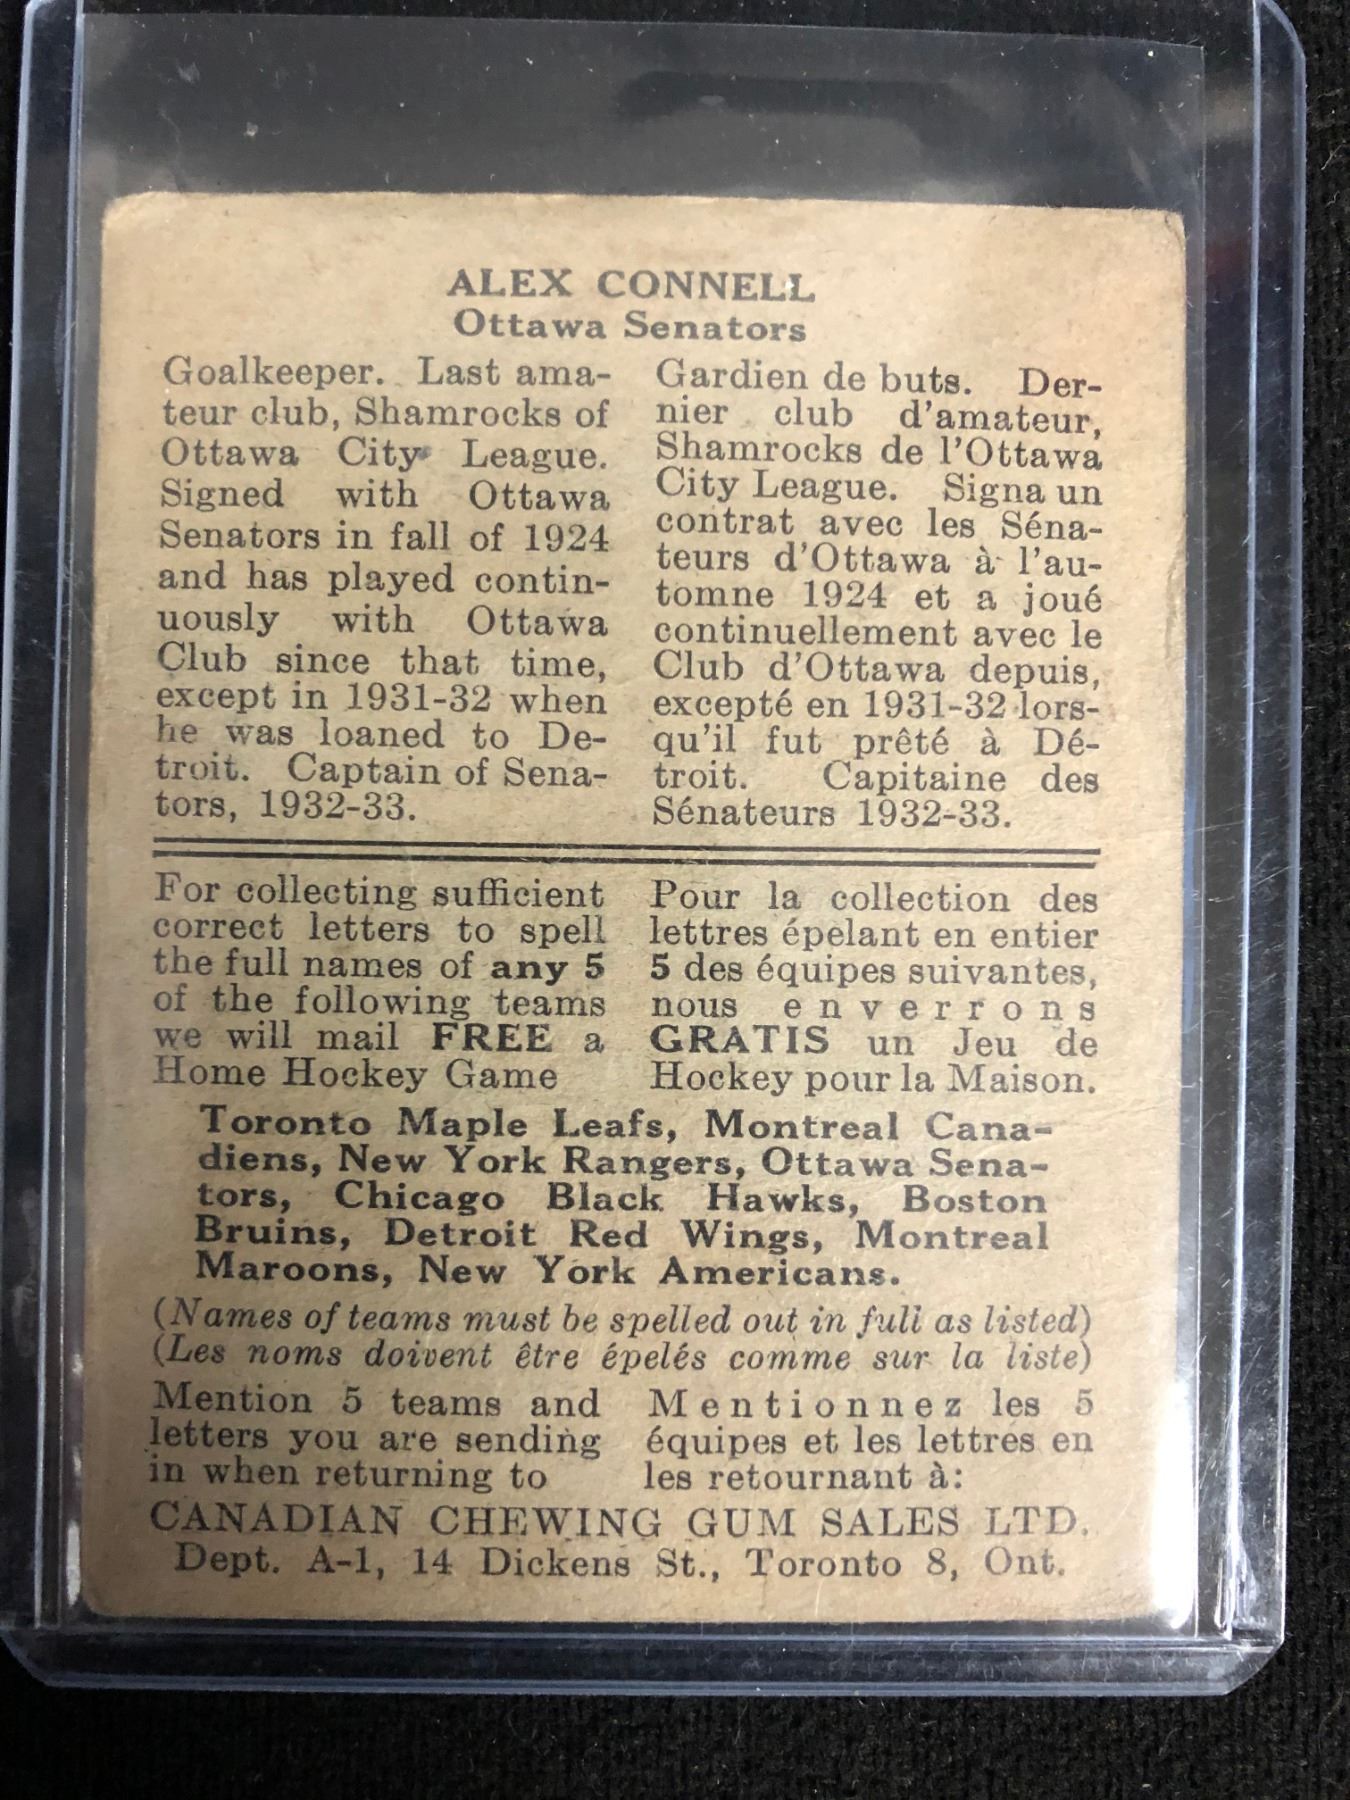 ALEX CONNELL
Ottawa Senators
Goalkeeper. Last ama-
teur club, Shamrocks of
Ottawa City League.
Signed with Ottawa
Senators in fall of 1924
and has played contin-
uously with Ottawa
Club since that time,
except in 1931-32 when
he was loaned to De-
troit. Captain of Sena-
tors, 1932-33.
Gardien de buts. Der-
nier club d'amateur,
Shamrocks de l'Ottawa
City League. Signa un
contrat avec les Séna-
teurs d'Ottawa à l'au-
tomne 1924 et a joué
continuellement avec le
Club d'Ottawa depuis,
excepté en 1931-32 lors-
qu'il fut prêté à Dé-
troit. Capitaine des
Sénateurs 1932-33.
For collecting sufficient
correct letters to spell
the full names of any 5
of the following teams
we will mail FREE a
Home Hockey Game
Pour la collection des
lettres épelant en entier
5 des équipes suivantes,
nous enverrons
GRATIS un Jeu de
Hockey pour la Maison.
Toronto Maple Leafs, Montreal Cana-
diens, New York Rangers, Ottawa Sena-
tors, Chicago Black Hawks, Boston
Bruins, Detroit Red Wings, Montreal
Maroons, New York Americans.
(Names of teams must be spelled out in full as listed)
(Les noms doivent être épelés comme sur la liste)
Mention 5 teams and
letters you are sending
in when returning to
Mentionnez les 5
équipes et les lettres en
les retournant à:
CANADIAN CHEWING GUM SALES LTD.
Dept. A-1, 14 Dickens St., Toronto 8, Ont.